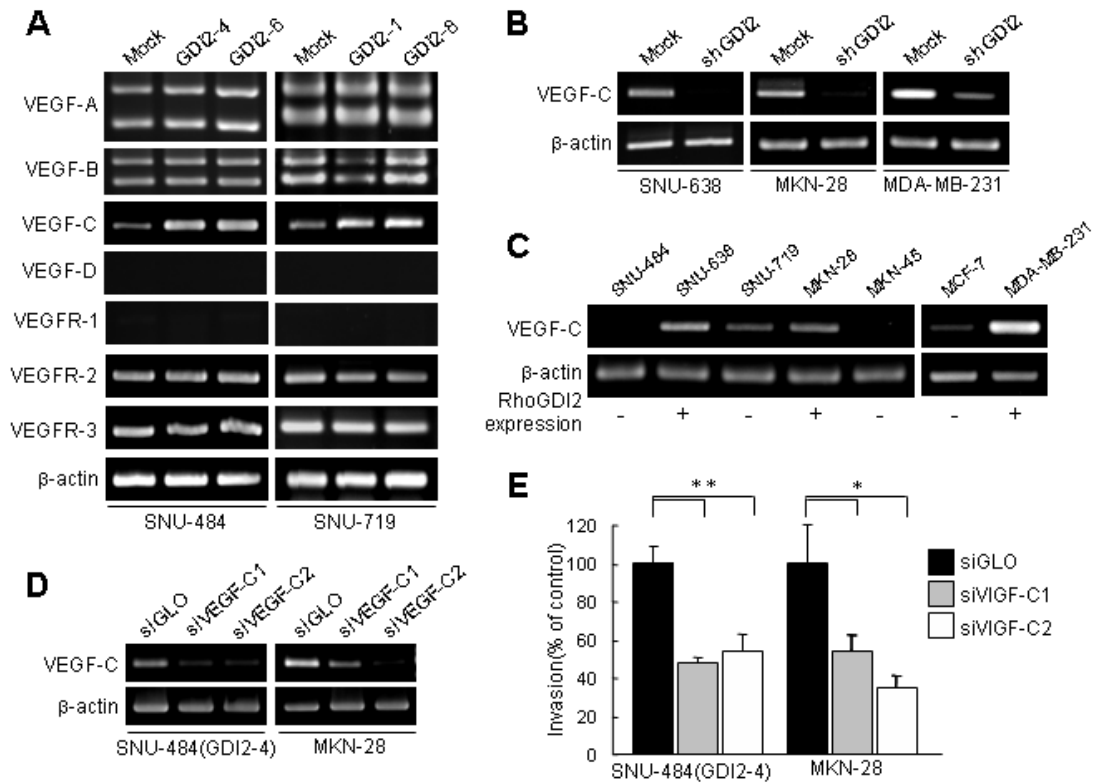 A
Mock GDI2-4 GDI2-6 Mock GDI2-1 GDI2-8
VEGF-A
VEGF-B
VEGF-C
VEGF-D
VEGFR-1
VEGFR-2
VEGFR-3
β-actin
SNU-484 SNU-719
B
Mock shGDI2 Mock shGDI2 Mock shGDI2
VEGF-C
β-actin
SNU-638 MKN-28 MDA-MB-231
C
SNU-484 SNU-638 SNU-719 MKN-28 MKN-45 MCF-7 MDA-MB-231
VEGF-C
β-actin
RhoGDI2
expression
- + - + - - +
D
siGLO siVEGF-C1 siVEGF-C2 siGLO siVEGF-C1 siVEGF-C2
VEGF-C
β-actin
SNU-484(GDI2-4) MKN-28
E
** *
Invasion(% of control)
120
100
80
60
40
20
0
siGLO
siVIGF-C1
siVIGF-C2
SNU-484(GDI2-4) MKN-28